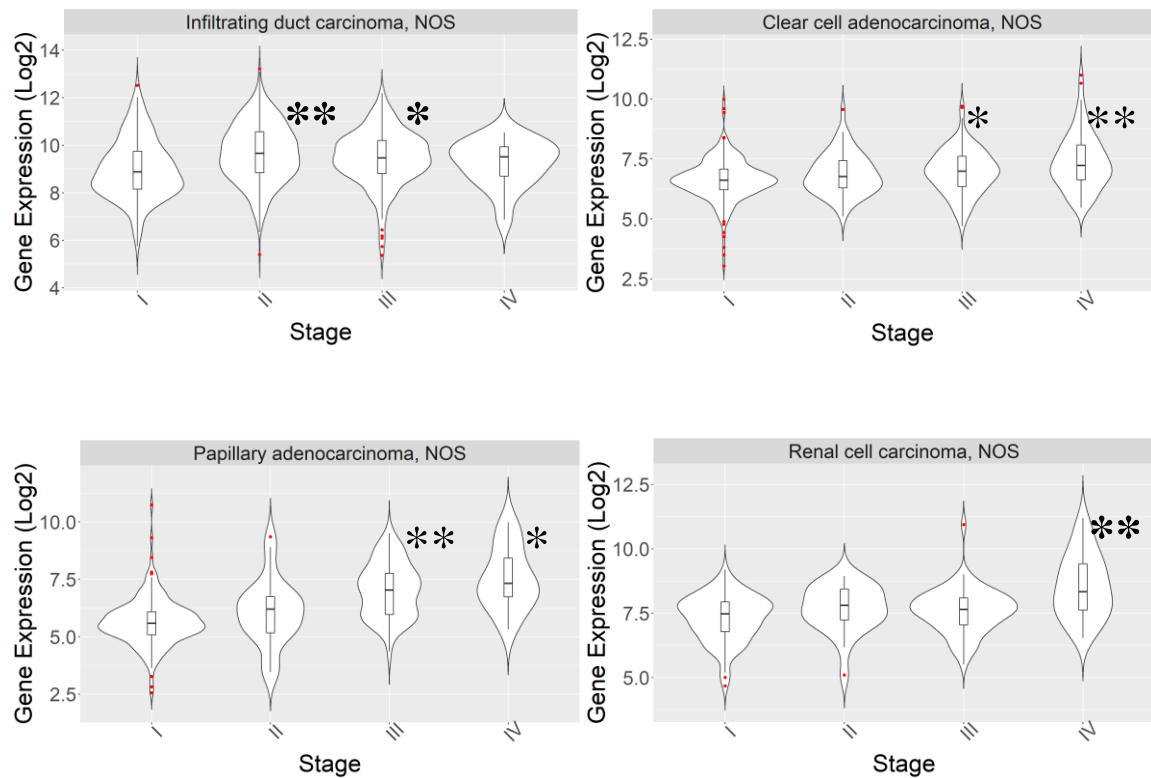 Infiltrating duct carcinoma, NOS
Gene Expression (Log2)
14
12
10
8
6
4
** *
I II III IV
Stage
Clear cell adenocarcinoma, NOS
Gene Expression (Log2)
12.5
10.0
7.5
5.0
2.5
* **
I II III IV
Stage
Papillary adenocarcinoma, NOS
Gene Expression (Log2)
10.0
7.5
5.0
2.5
** *
I II III IV
Stage
Renal cell carcinoma, NOS
Gene Expression (Log2)
12.5
10.0
7.5
5.0
**
I II III IV
Stage